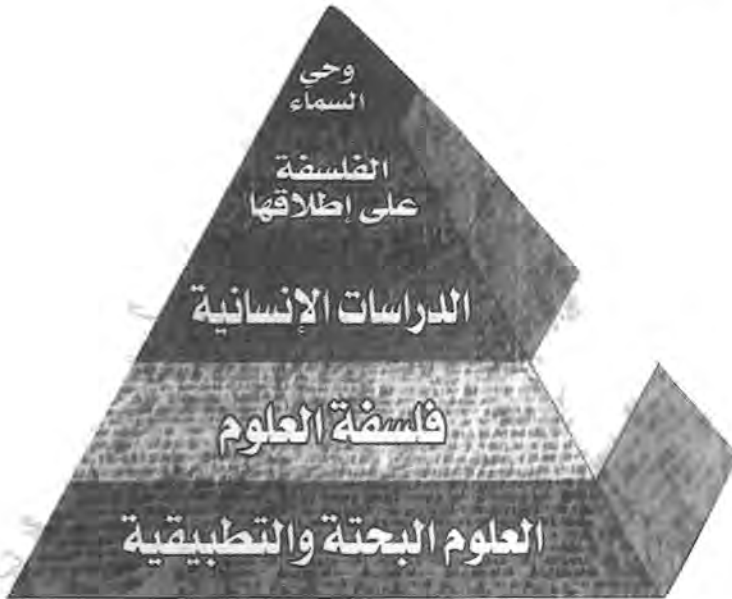 وحي
السماء
الفلسفة
على إطلاقها
الدراسات الإنسانية
فلسفة العلوم
العلوم البحتة والتطبيقية